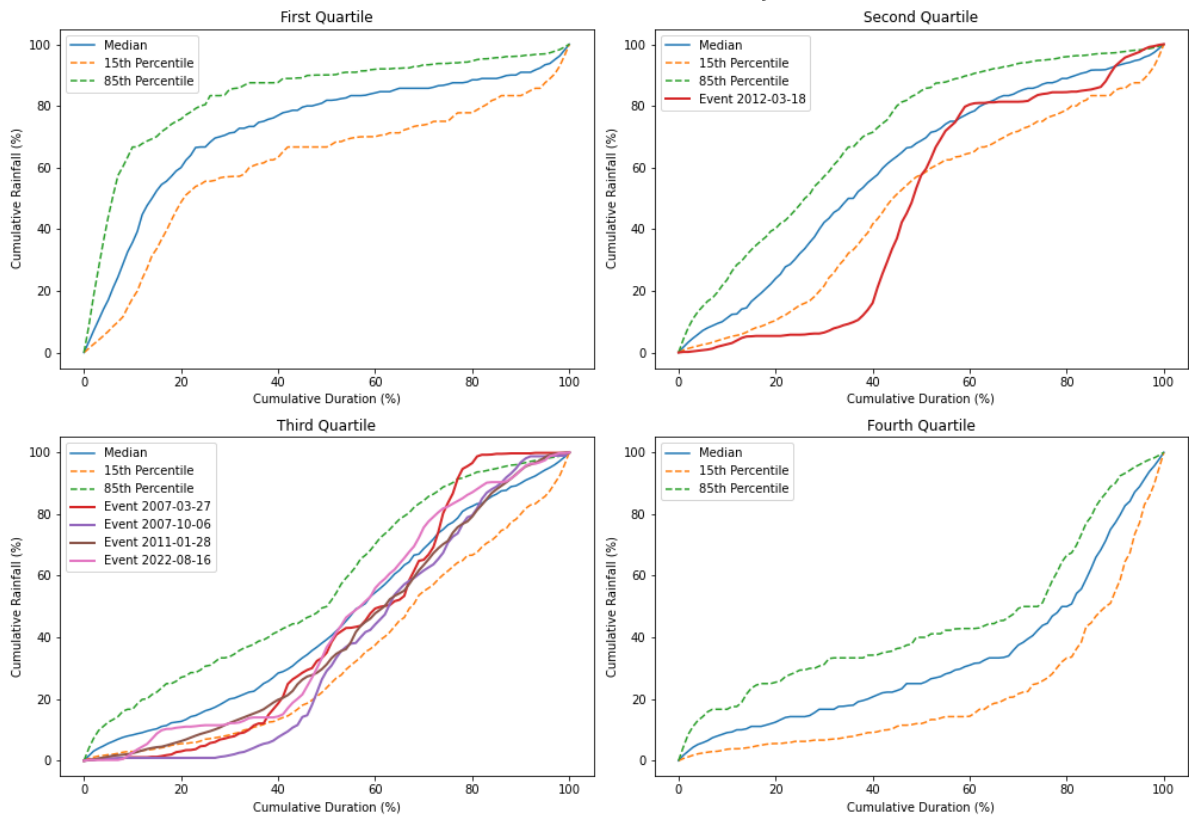 First Quartile
Median
15th Percentile
85th Percentile
Cumulative Rainfall (%)
100
80
60
40
20
0
0 20 40 60 80 100
Cumulative Duration (%)
Second Quartile
Median
15th Percentile
85th Percentile
Event 2012-03-18
Cumulative Rainfall (%)
100
80
60
40
20
0
0 20 40 60 80 100
Cumulative Duration (%)
Third Quartile
Median
15th Percentile
85th Percentile
Event 2007-03-27
Event 2007-10-06
Event 2011-01-28
Event 2022-08-16
Cumulative Rainfall (%)
100
80
60
40
20
0
0 20 40 60 80 100
Cumulative Duration (%)
Fourth Quartile
Median
15th Percentile
85th Percentile
Cumulative Rainfall (%)
100
80
60
40
20
0
0 20 40 60 80 100
Cumulative Duration (%)